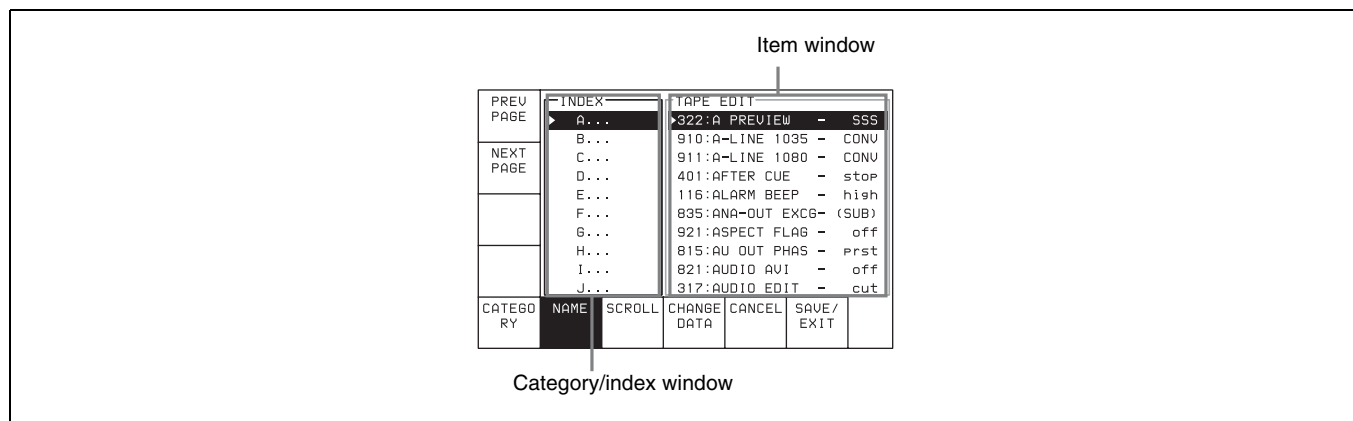 Item window
PREV PAGE
NEXT PAGE
INDEX
A...
B...
C...
D...
E...
F...
G...
H...
I...
J...
TAPE EDIT
322:A PREVIEW - SSS
910:A-LINE 1035 - CONV
911:A-LINE 1080 - CONV
401:AFTER CUE - stop
116:ALARM BEEP - high
835:ANA-OUT EXCG- (SUB)
921:ASPECT FLAG - off
815:AU OUT PHAS - prst
821:AUDIO AVI - off
317:AUDIO EDIT - cut
CATEGO RY
NAME
SCROLL
CHANGE DATA
CANCEL
SAVE/ EXIT
Category/index window